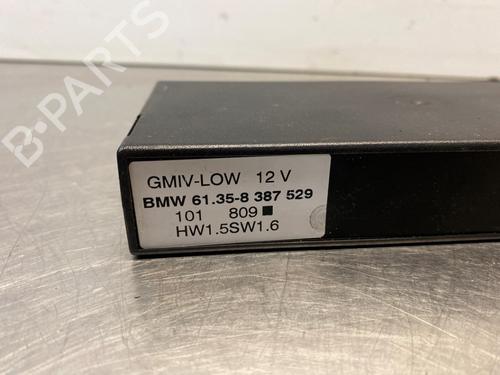 B-PARTS
GMIV-LOW 12 V
BMW 61.35-8 387 529
101 809■
HW1.5SW1.6